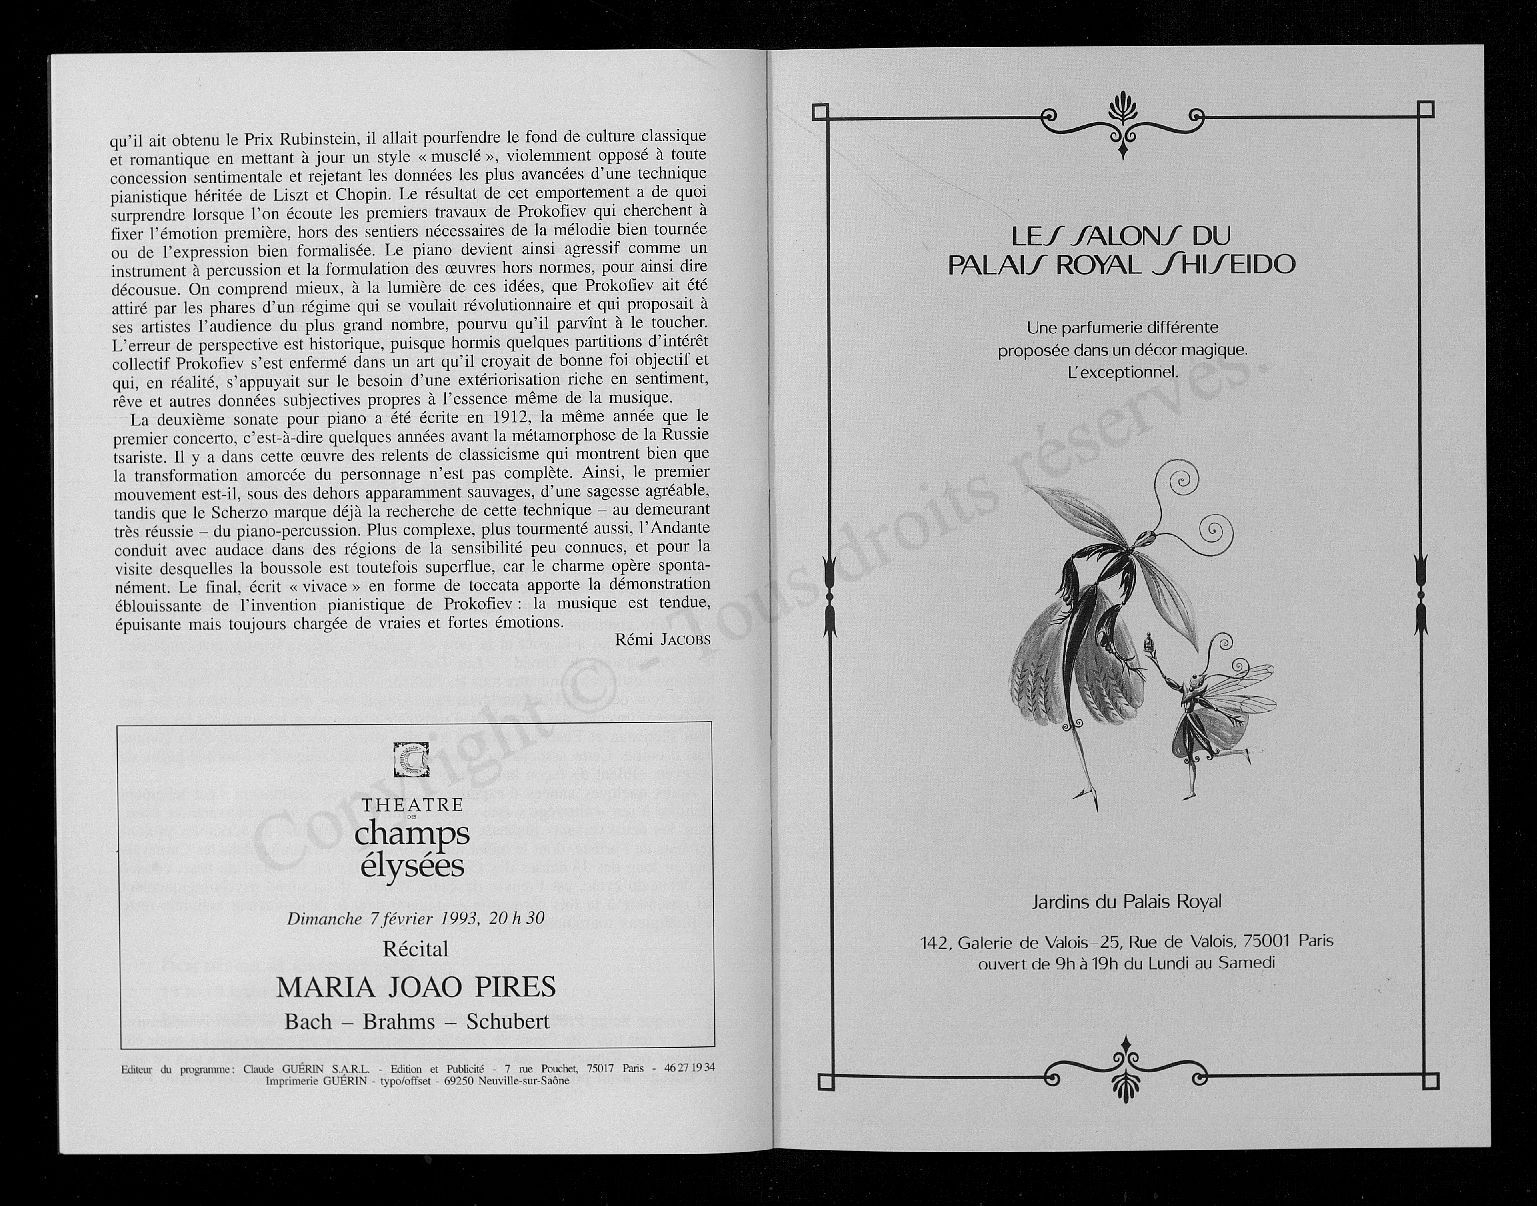 qu'il ait obtenu le Prix Rubinstein, il allait pourfendre le fond de culture classique
et romantique en mettant à jour un style « musclé », violemment opposé à toute
concession sentimentale et rejetant les données les plus avancées d'une technique
pianistique héritée de Liszt et Chopin. Le résultat de cet emportement a de quoi
surprendre lorsque l'on écoute les premiers travaux de Prokofiev qui cherchent à
fixer l'émotion première, hors des sentiers nécessaires de la mélodie bien tournée
ou de l'expression bien formalisée. Le piano devient ainsi agressif comme un
instrument à percussion et la formulation des œuvres hors normes, pour ainsi dire
décousue. On comprend mieux, à la lumière de ces idées, que Prokofiev ait été
attiré par les phares d'un régime qui se voulait révolutionnaire et qui proposait à
ses artistes l'audience du plus grand nombre, pourvu qu'il parvînt à le toucher.
L'erreur de perspective est historique, puisque hormis quelques partitions d'intérêt
collectif Prokofiev s'est enfermé dans un art qu'il croyait de bonne foi objectif et
qui, en réalité, s'appuyait sur le besoin d'une extériorisation riche en sentiment,
rêve et autres données subjectives propres à l'essence même de la musique.
La deuxième sonate pour piano a été écrite en 1912, la même année que le
premier concerto, c'est-à-dire quelques années avant la métamorphose de la Russie
tsariste. Il y a dans cette œuvre des relents de classicisme qui montrent bien que
la transformation amorcée du personnage n'est pas complète. Ainsi, le premier
mouvement est-il, sous des dehors apparamment sauvages, d'une sagesse agréable,
tandis que le Scherzo marque déjà la recherche de cette technique – au demeurant
très réussie – du piano-percussion. Plus complexe, plus tourmenté aussi, l'Andante
conduit avec audace dans des régions de la sensibilité peu connues, et pour la
visite desquelles la boussole est toutefois superflue, car le charme opère sponta-
nément. Le final, écrit « vivace » en forme de toccata apporte la démonstration
éblouissante de l'invention pianistique de Prokofiev : la musique est tendue,
épuisante mais toujours chargée de vraies et fortes émotions.
Rémi JACOBS
THEATRE
DES
champs
élysées
Dimanche 7 février 1993, 20 h 30
Récital
MARIA JOAO PIRES
Bach – Brahms – Schubert
Editeur du programme : Claude GUÉRIN S.A.R.L. - Edition et Publicité - 7 rue Pouchet, 75017 Paris - 46 27 19 34
Imprimerie GUÉRIN - typo/offset - 69250 Neuville-sur-Saône
LES SALONS DU
PALAIS ROYAL SHISEIDO
Une parfumerie différente
proposée dans un décor magique.
L'exceptionnel.
Jardins du Palais Royal
142, Galerie de Valois - 25, Rue de Valois, 75001 Paris
ouvert de 9h à 19h du Lundi au Samedi
Copyright © - Tous droits réservés.